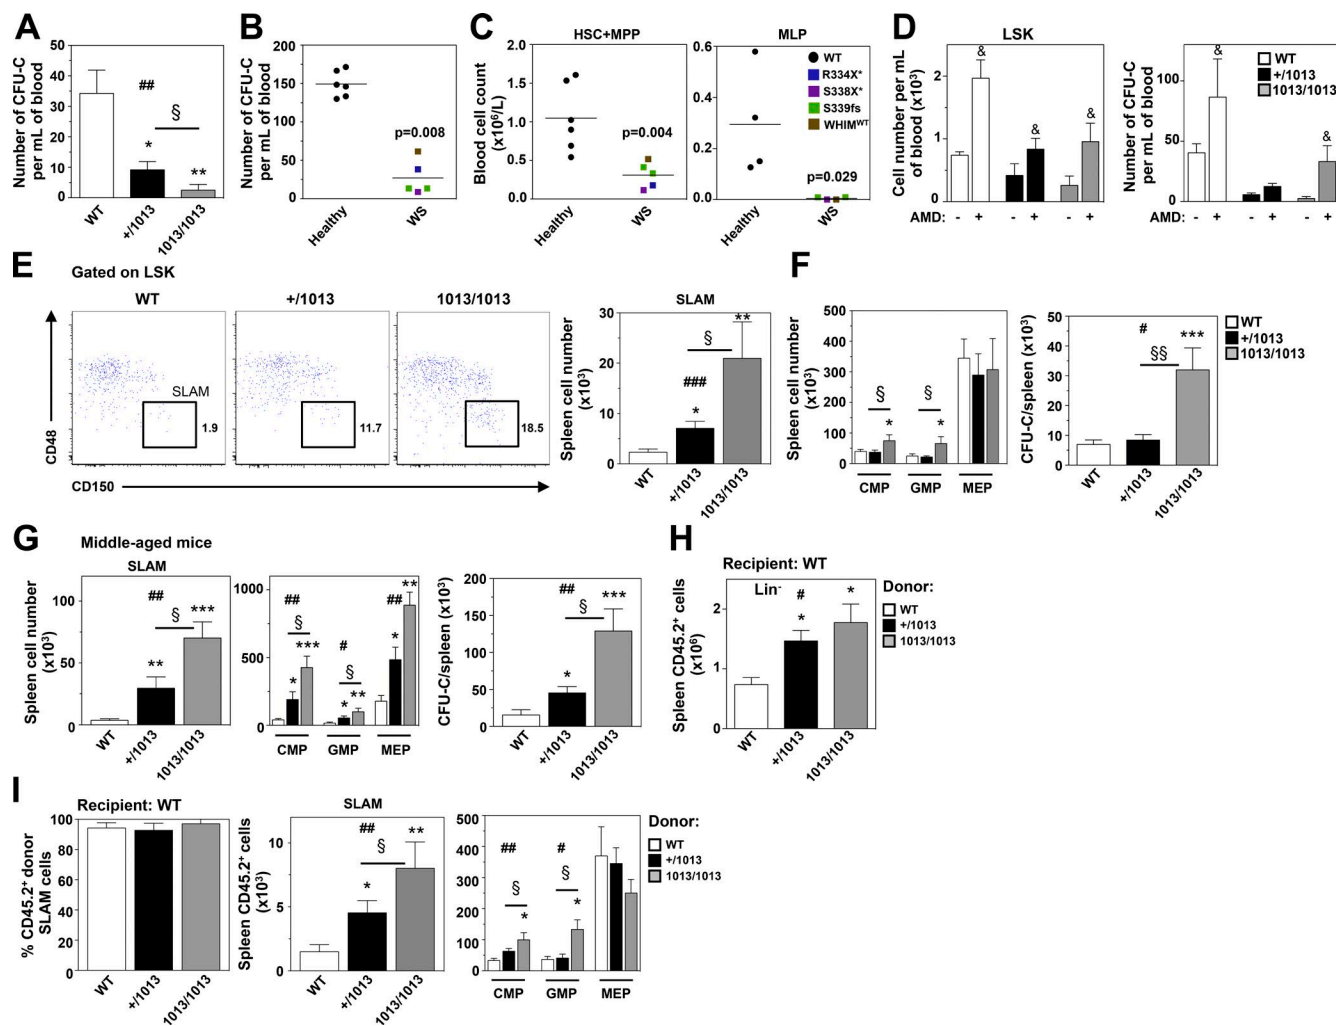 A
Number of CFU-C
per mL of blood
50
40
30
20
10
0
##
§
*
**
WT
+/1013
1013/1013
B
Number of CFU-C
per mL of blood
200
150
100
50
0
p=0.008
Healthy
WS
C
HSC+MPP
Blood cell count
(x10⁶/L)
2.0
1.5
1.0
0.5
0.0
p=0.004
Healthy
WS
MLP
0.6
0.4
0.2
0.0
WT
R334X*
S338X*
S339fs
WHIMᵂᵀ
p=0.029
Healthy
WS
D
LSK
Cell number per mL
of blood (x10³)
2
1
0
&
&
&
AMD: - + - + - +
Number of CFU-C
per mL of blood
100
50
0
&
&
WT
+/1013
1013/1013
AMD: - + - + - +
E
Gated on LSK
WT
+/1013
1013/1013
SLAM
1.9
11.7
18.5
CD48
CD150
SLAM
Spleen cell number
(x10³)
30
20
10
0
**
§
###
*
WT
+/1013
1013/1013
F
Spleen cell number
(x10³)
500
400
300
200
100
0
§ §
* *
CMP GMP MEP
CFU-C/spleen (x10³)
50
40
30
20
10
0
#
***
§§
WT
+/1013
1013/1013
WT
+/1013
1013/1013
G
Middle-aged mice
SLAM
Spleen cell number
(x10³)
100
50
0
##
§
***
**
WT
+/1013
1013/1013
1000
500
0
##
§
***
*
#
§
**
*
**
##
*
CMP GMP MEP
CFU-C/spleen (x10³)
200
150
100
50
0
##
***
§
*
WT
+/1013
1013/1013
H
Recipient: WT
Lin⁻
Spleen CD45.2⁺ cells
(x10⁶)
2
1
0
#
*
*
WT
+/1013
1013/1013
Donor:
WT
+/1013
1013/1013
I
Recipient: WT
% CD45.2⁺ donor
SLAM cells
100
80
60
40
20
0
WT
+/1013
1013/1013
SLAM
Spleen CD45.2⁺ cells
(x10³)
10
5
0
##
**
§
*
WT
+/1013
1013/1013
500
400
300
200
100
0
## #
§ §
* *
CMP GMP MEP
Donor:
WT
+/1013
1013/1013